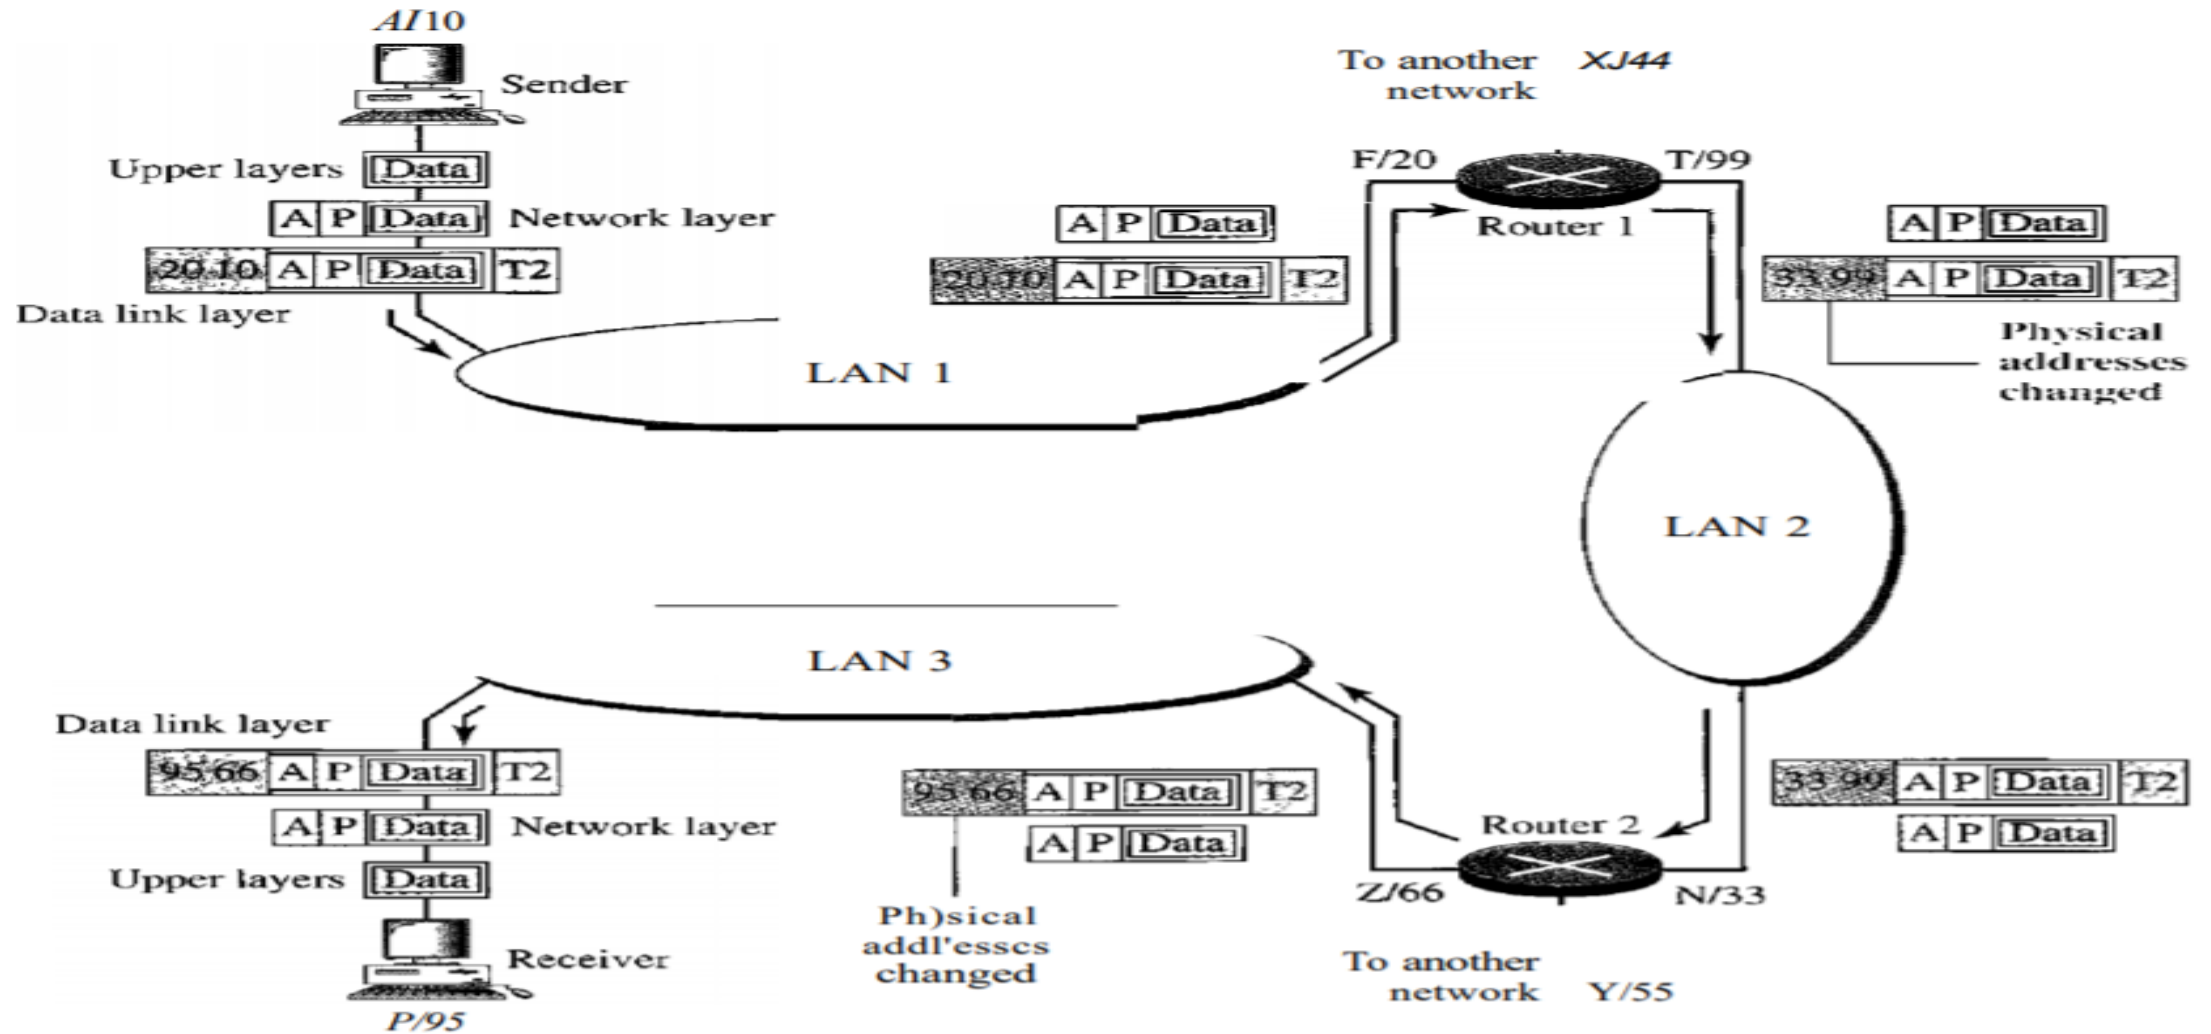 AI10
Sender
Upper layers Data
A P Data Network layer
20 10 A P Data T2
Data link layer
To another XJ44
network
F/20 T/99
Router 1
A P Data
20 10 A P Data T2
A P Data
33 99 A P Data T2
Physical
addresses
changed
LAN 1
LAN 2
LAN 3
Data link layer
95 66 A P Data T2
A P Data Network layer
Upper layers Data
Receiver
P/95
95 66 A P Data T2
A P Data
Ph)sical
addl'esscs
changed
Router 2
Z/66 N/33
33 99 A P Data T2
A P Data
To another
network Y/55